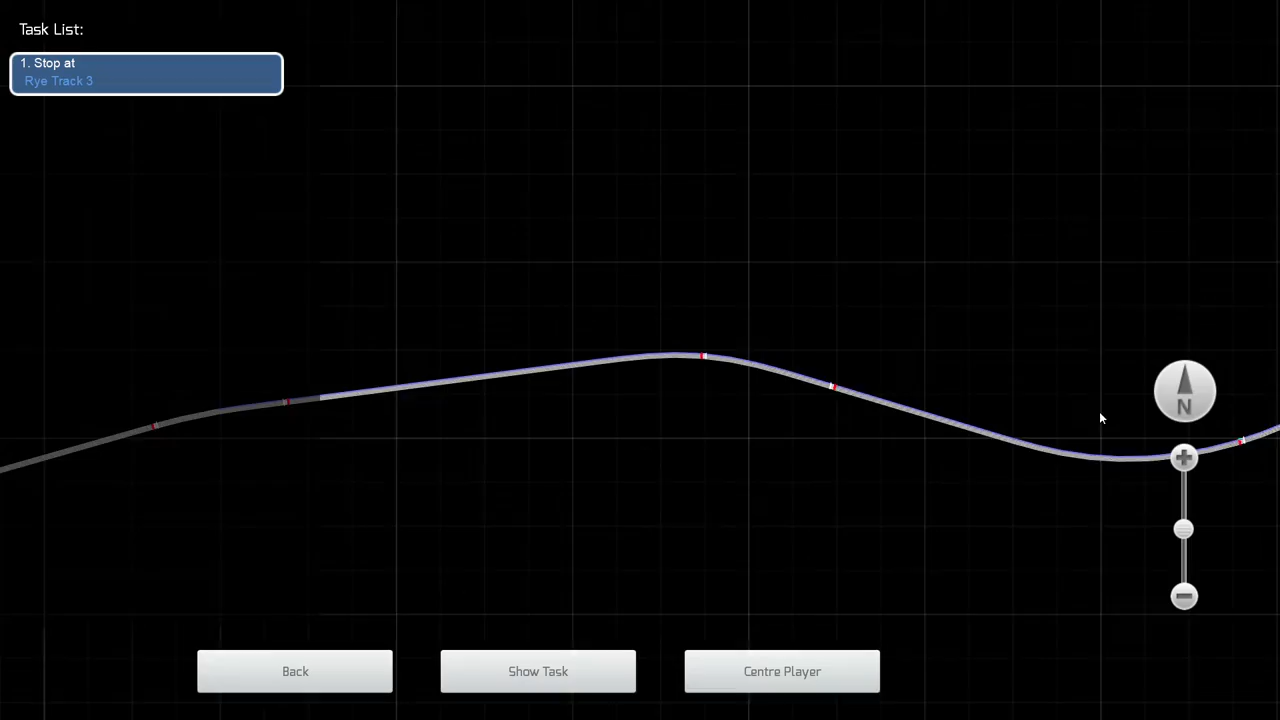 Task List:
1. Stop at
Rye Track 3
N
Back
Show Task
Centre Player